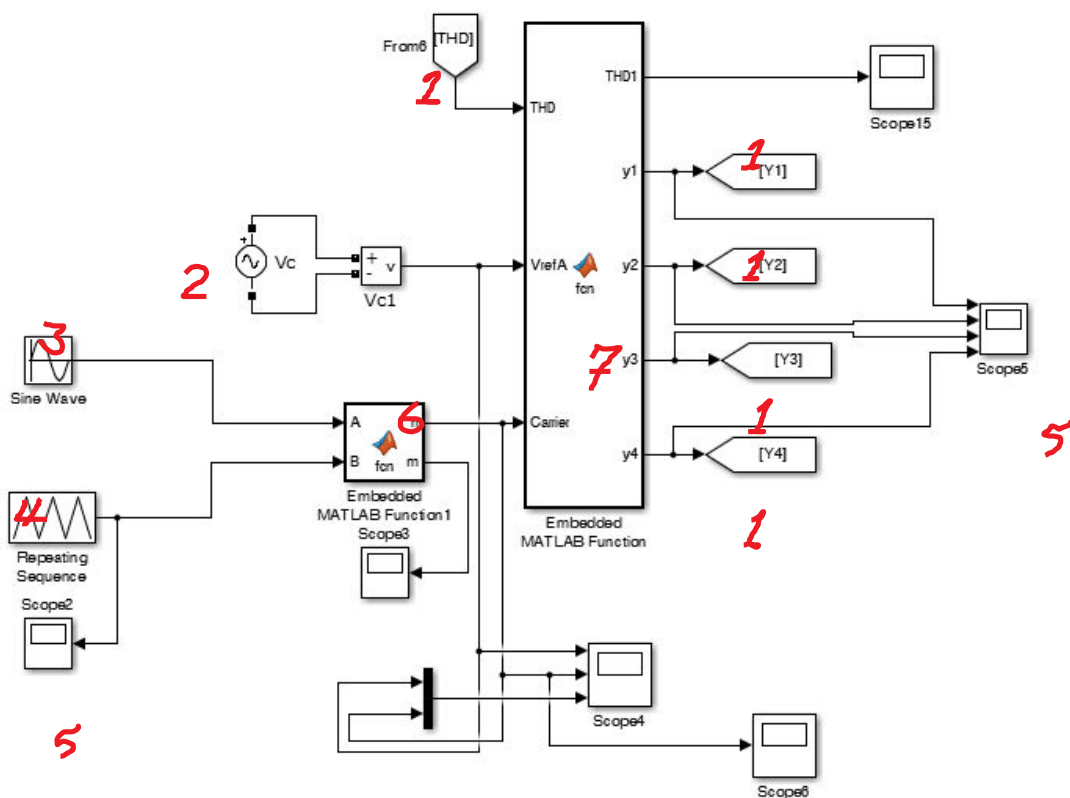 [THD]
From6
1
THD
THD1
Scope15
y1
1
[Y1]
2
+
Vc
+
-
v
Vc1
VrefA
fcn
y2
1
[Y2]
3
Sine Wave
7
y3
[Y3]
Scope5
A
6
n
B
fcn
m
Carrier
1
y4
[Y4]
5
4
Embedded
MATLAB Function1
Embedded
MATLAB Function
1
Repeating
Sequence
Scope3
Scope2
5
Scope4
Scope6